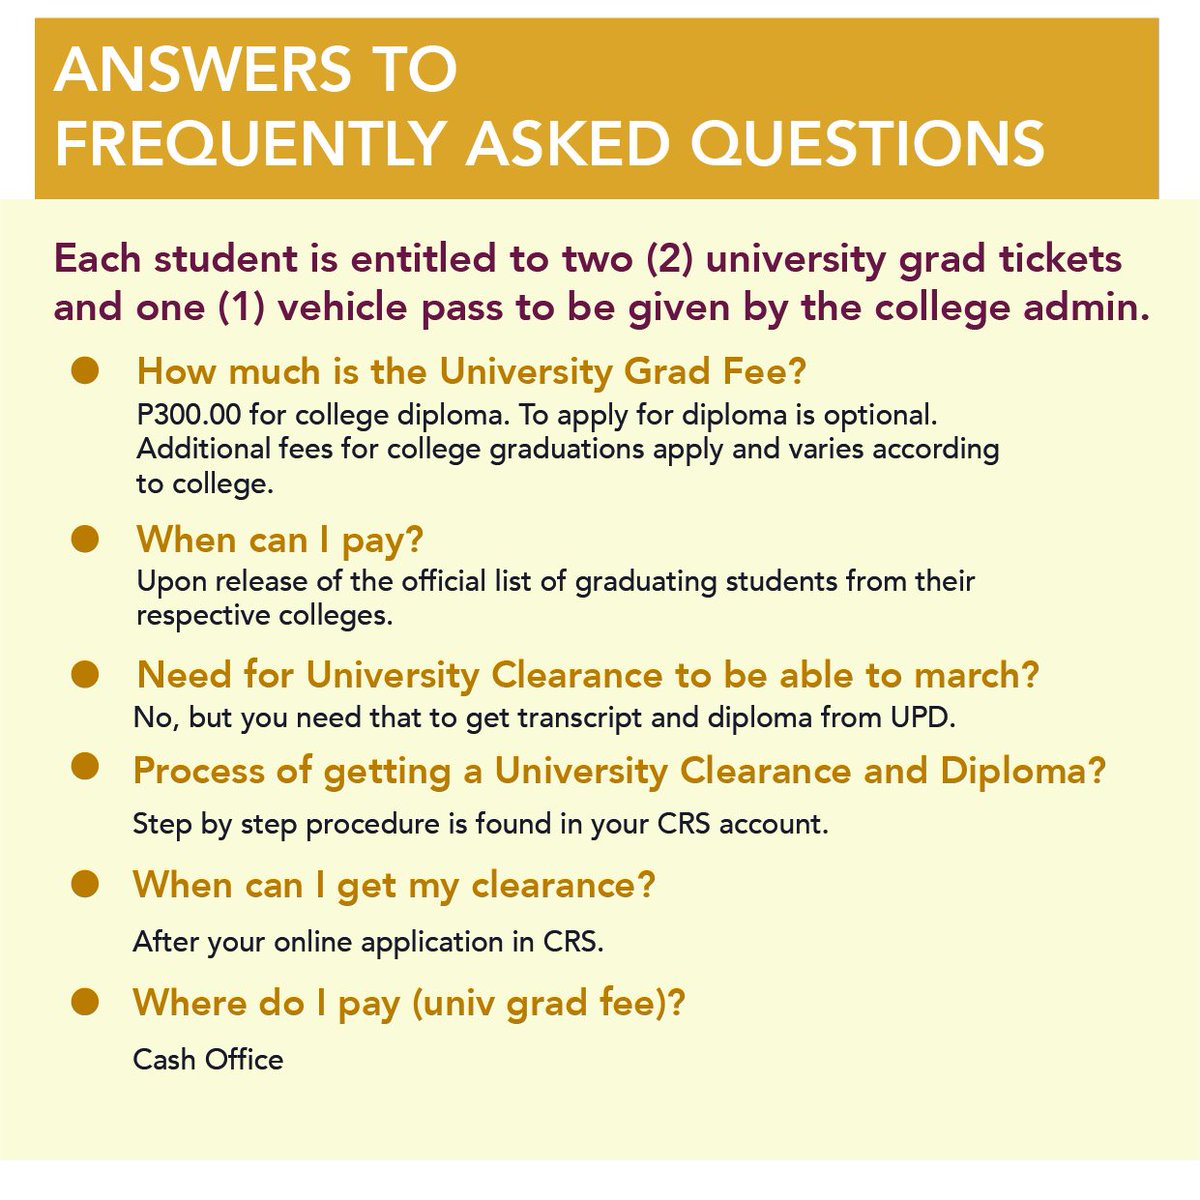 ANSWERS TO
FREQUENTLY ASKED QUESTIONS
Each student is entitled to two (2) university grad tickets
and one (1) vehicle pass to be given by the college admin.
● How much is the University Grad Fee?
P300.00 for college diploma. To apply for diploma is optional.
Additional fees for college graduations apply and varies according
to college.
● When can I pay?
Upon release of the official list of graduating students from their
respective colleges.
● Need for University Clearance to be able to march?
No, but you need that to get transcript and diploma from UPD.
● Process of getting a University Clearance and Diploma?
Step by step procedure is found in your CRS account.
● When can I get my clearance?
After your online application in CRS.
● Where do I pay (univ grad fee)?
Cash Office